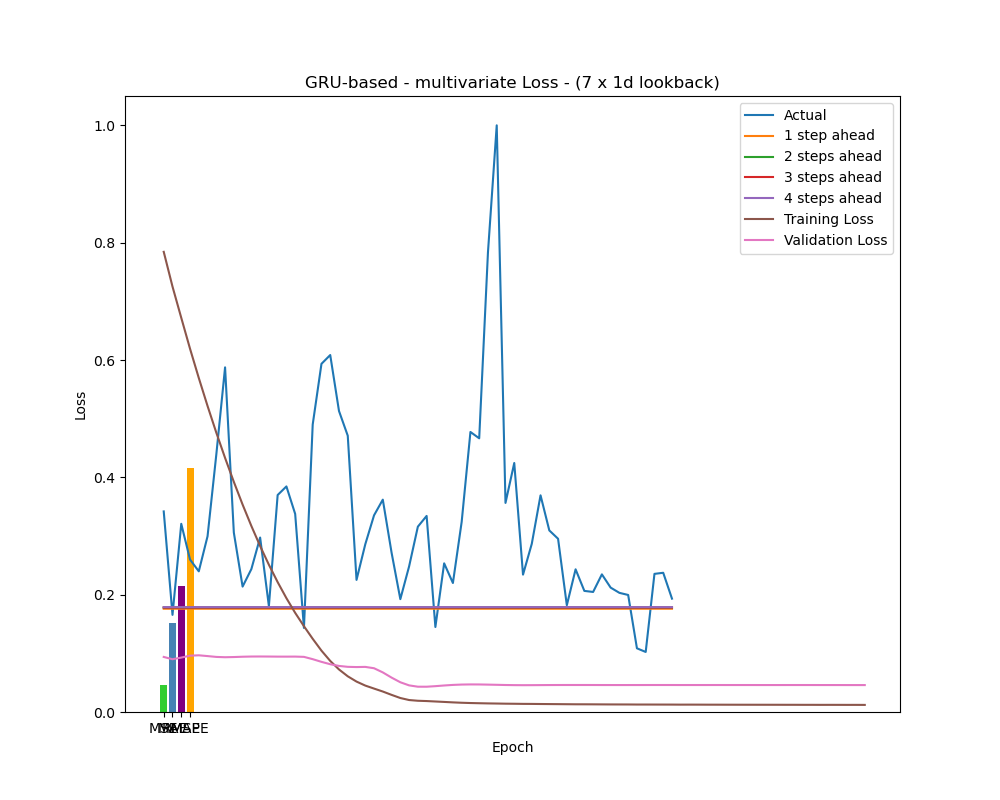 GRU-based - multivariate Loss - (7 x 1d lookback)
Actual
1 step ahead
2 steps ahead
3 steps ahead
4 steps ahead
Training Loss
Validation Loss
1.0
0.8
0.6
0.4
0.2
0.0
Loss
Epoch